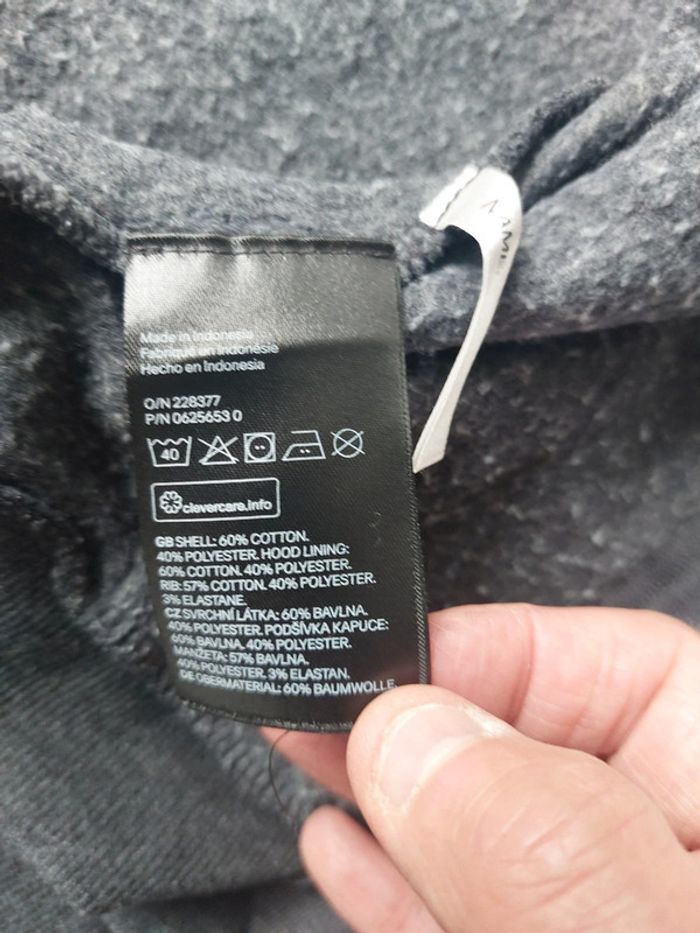 Made in Indonesia
Fabriqué en Indonésie
Hecho en Indonesia
O/N 228377
P/N 0625653 0
40
clevercare.info
GB SHELL: 60% COTTON.
40% POLYESTER. HOOD LINING:
60% COTTON. 40% POLYESTER.
RIB: 57% COTTON. 40% POLYESTER.
3% ELASTANE.
CZ SVRCHNÍ LÁTKA: 60% BAVLNA.
40% POLYESTER. PODŠÍVKA KAPUCE:
60% BAVLNA. 40% POLYESTER.
MANŽETA: 57% BAVLNA.
40% POLYESTER. 3% ELASTAN.
DE OBERMATERIAL: 60% BAUMWOLLE.